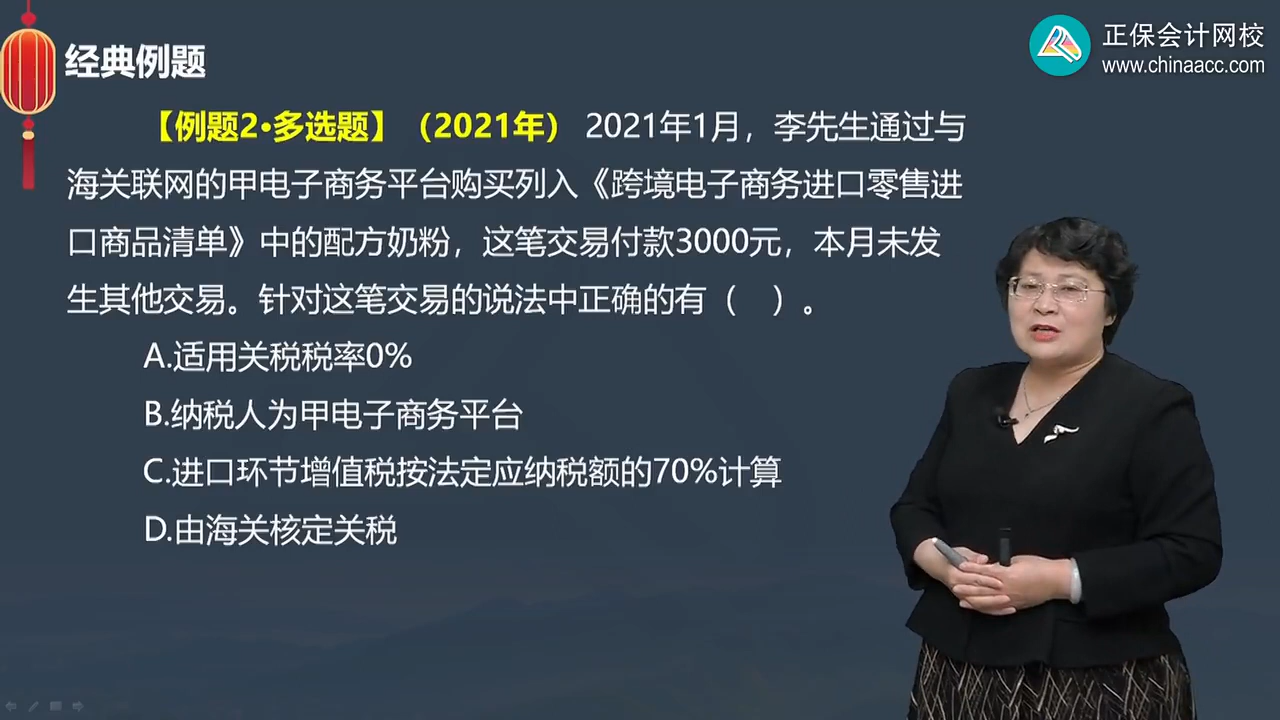 正保会计网校
www.chinaacc.com
经典例题
【例题2•多选题】（2021年） 2021年1月，李先生通过与
海关联网的甲电子商务平台购买列入《跨境电子商务进口零售进
口商品清单》中的配方奶粉，这笔交易付款3000元，本月未发
生其他交易。针对这笔交易的说法中正确的有（　）。
A.适用关税税率0%
B.纳税人为甲电子商务平台
C.进口环节增值税按法定应纳税额的70%计算
D.由海关核定关税